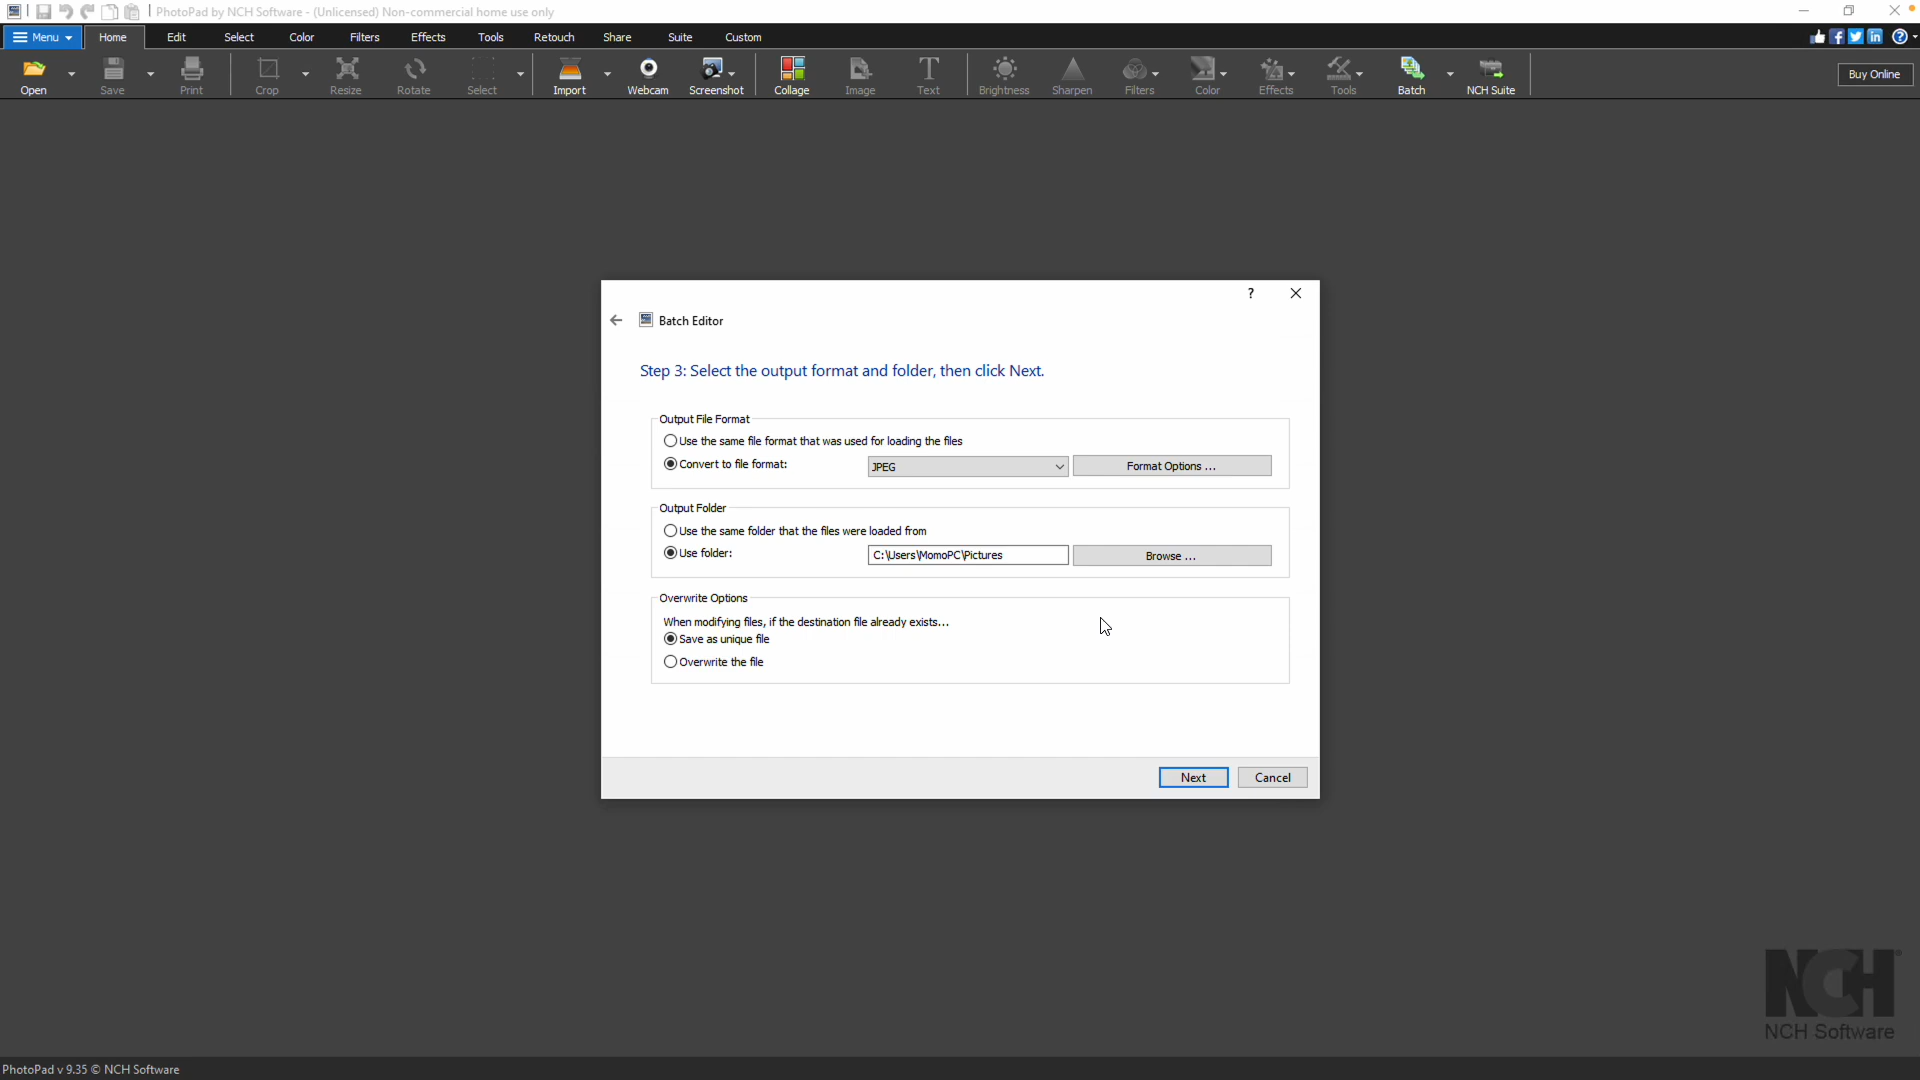 PhotoPad by NCH Software - (Unlicensed) Non-commercial home use only
Menu Home Edit Select Color Filters Effects Tools Retouch Share Suite Custom
Open Save Print Crop Resize Rotate Select Import Webcam Screenshot Collage Image Text Brightness Sharpen Filters Color Effects Tools Batch NCH Suite Buy Online
Batch Editor
Step 3: Select the output format and folder, then click Next.
Output File Format
Use the same file format that was used for loading the files
Convert to file format: JPEG Format Options ...
Output Folder
Use the same folder that the files were loaded from
Use folder: C:\Users\MomoPC\Pictures Browse ...
Overwrite Options
When modifying files, if the destination file already exists...
Save as unique file
Overwrite the file
Next Cancel
NCH
NCH Software
PhotoPad v 9.35 © NCH Software